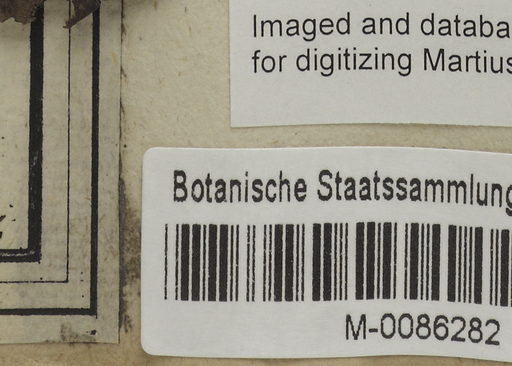 Imaged and databa
for digitizing Martius
Botanische Staatssammlung
M-0086282